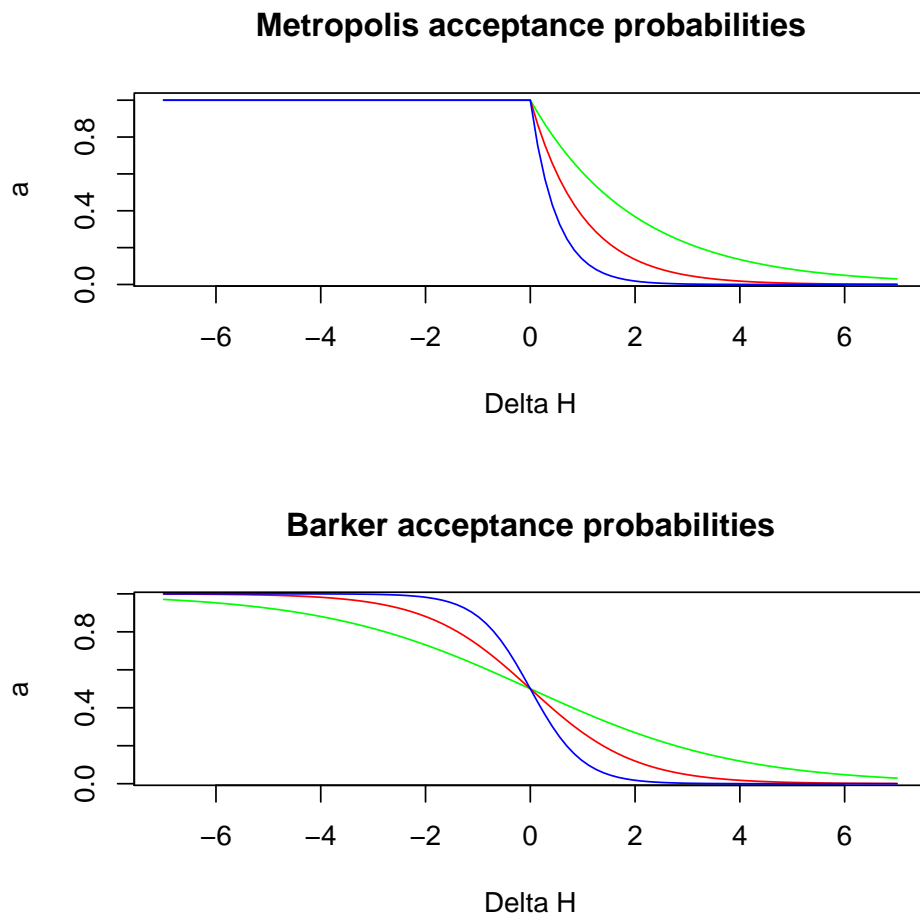 Metropolis acceptance probabilities
a
0.0 0.4 0.8
−6 −4 −2 0 2 4 6
Delta H
Barker acceptance probabilities
a
0.0 0.4 0.8
−6 −4 −2 0 2 4 6
Delta H